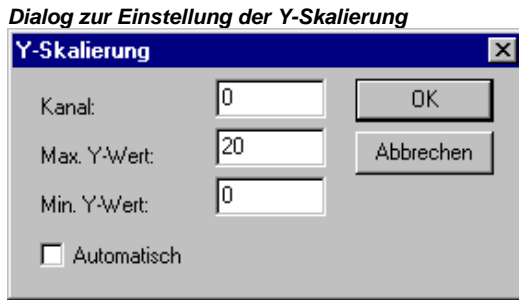 Dialog zur Einstellung der Y-Skalierung
Y-Skalierung
Kanal: 0 OK
Max. Y-Wert: 20 Abbrechen
Min. Y-Wert: 0
Automatisch